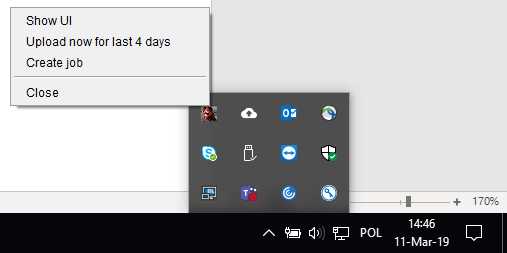 Show UI
Upload now for last 4 days
Create job
Close
170%
POL
14:46
11-Mar-19